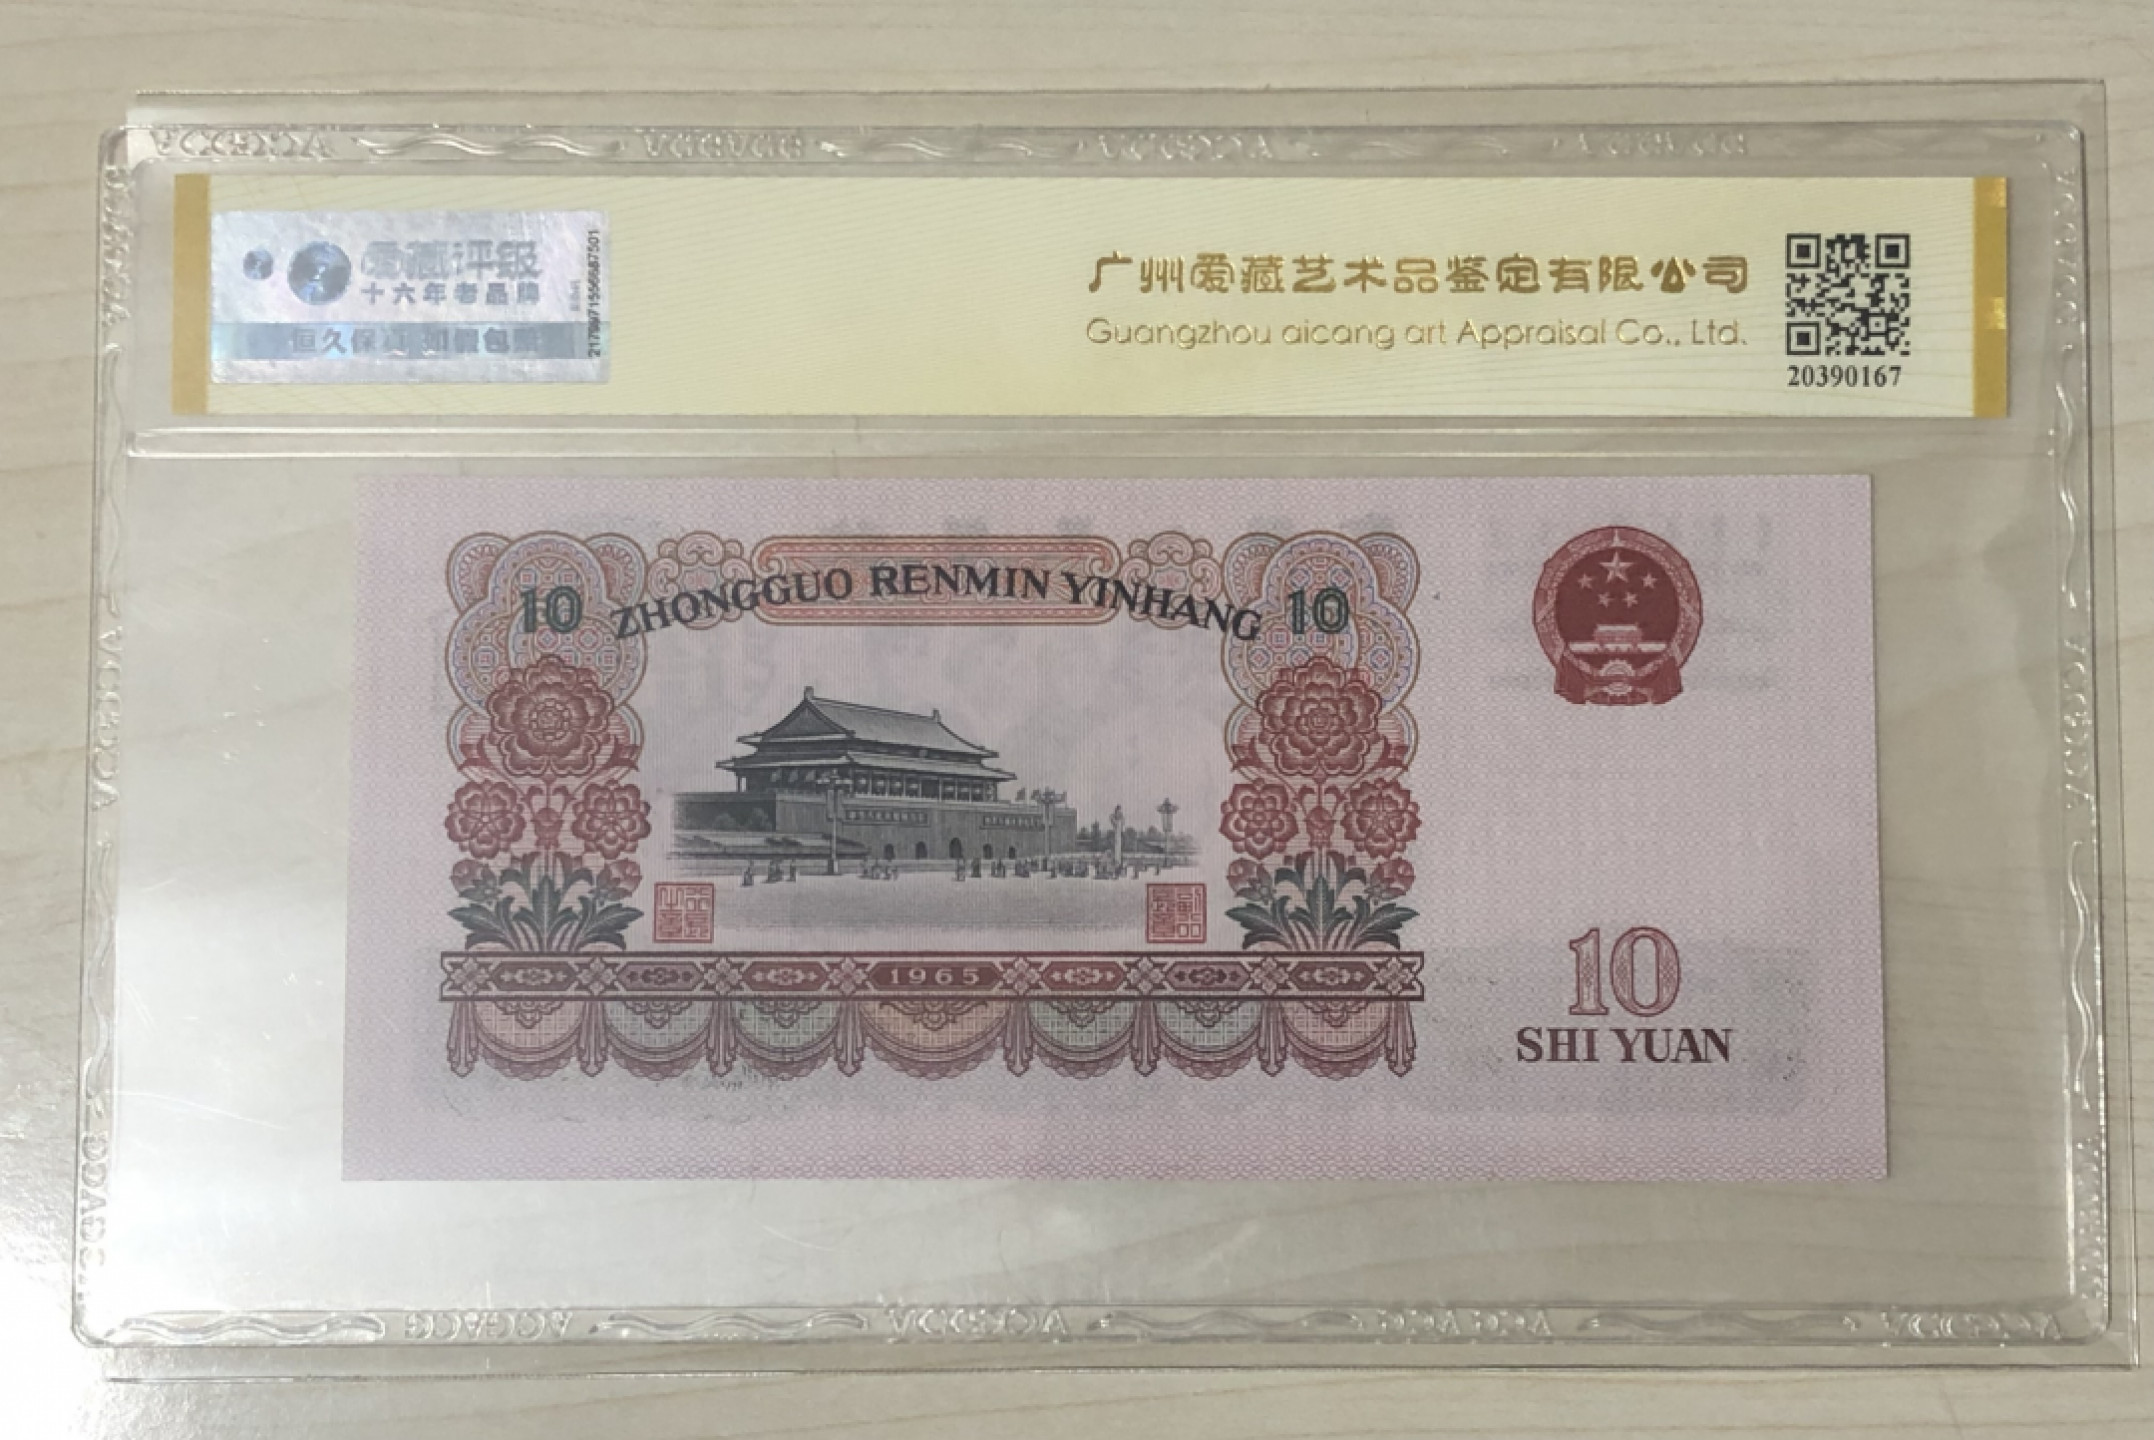 爱藏评级
十六年老品牌
恒久保真 如假包赔
广州爱藏艺术品鉴定有限公司
Guangzhou aicang art Appraisal Co., Ltd.
20390167
ZHONGGUO RENMIN YINHANG
10
10
1965
10
SHI YUAN